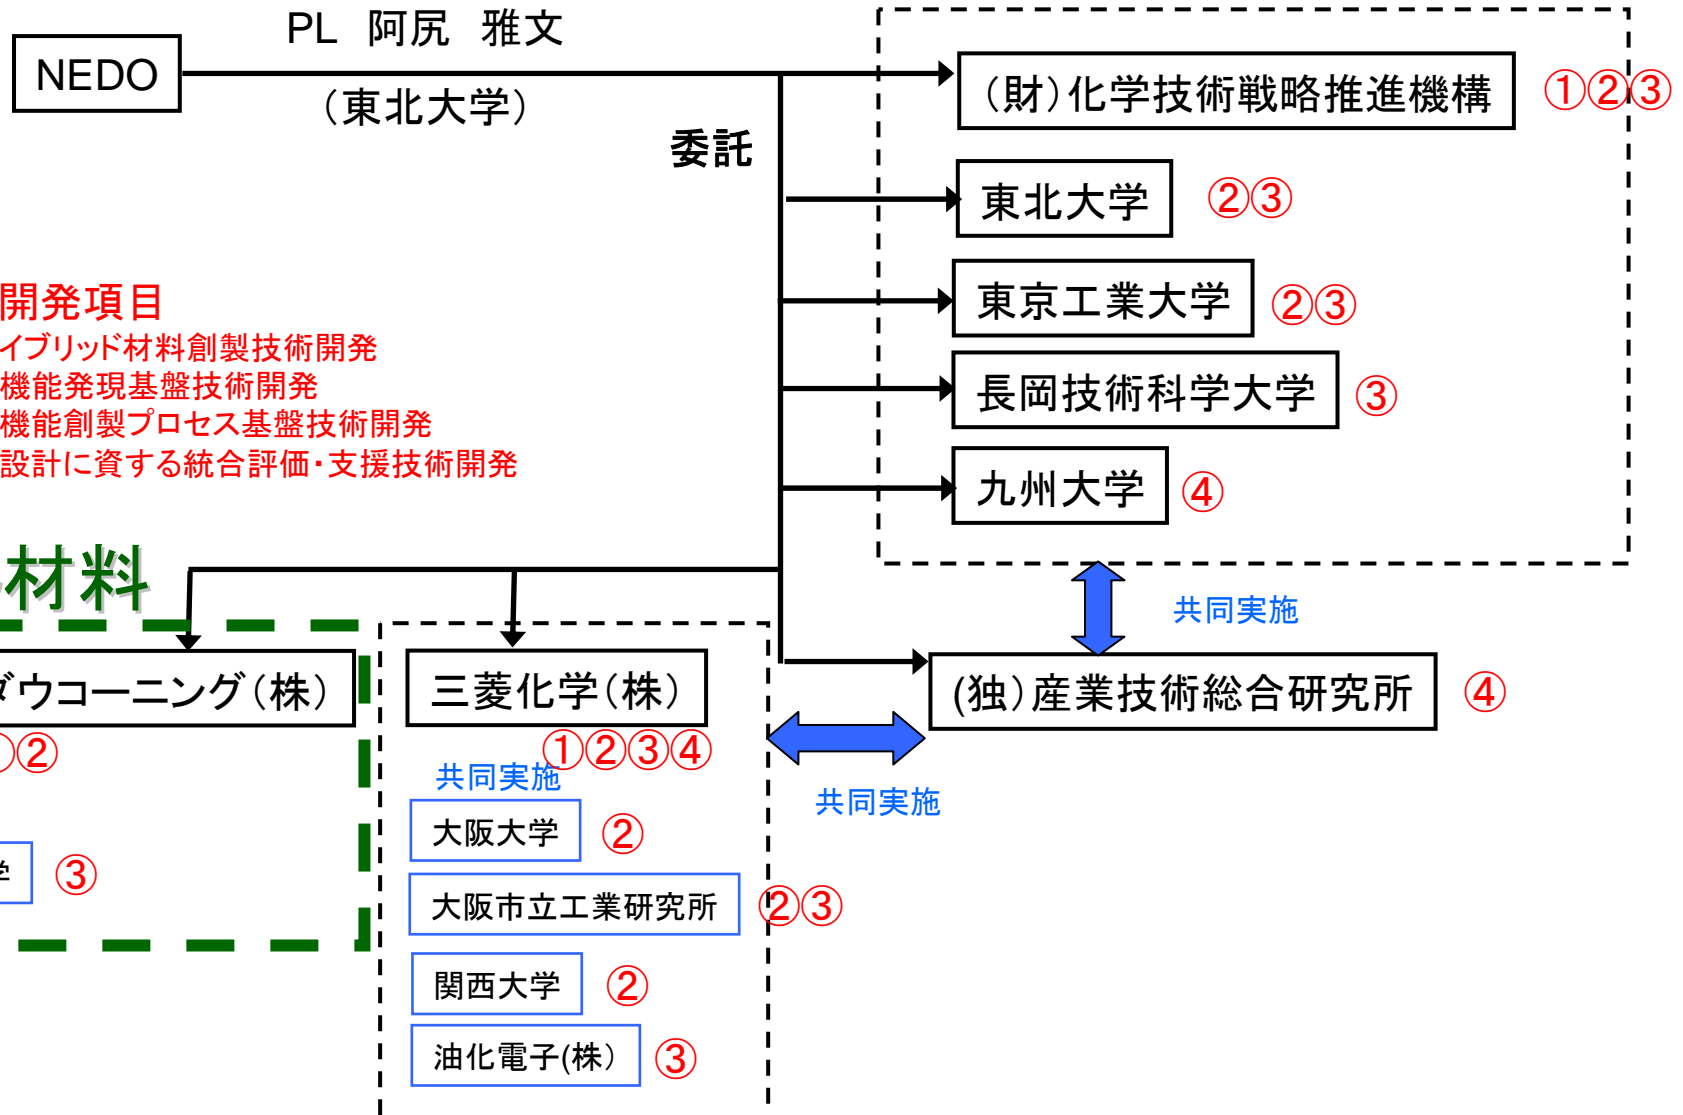 PL 阿尻 雅文
NEDO
(東北大学)
委託
(財)化学技術戦略推進機構
①②③
東北大学
②③
東京工業大学
②③
長岡技術科学大学
③
九州大学
④
開発項目
イブリッド材料創製技術開発
機能発現基盤技術開発
機能創製プロセス基盤技術開発
設計に資する統合評価・支援技術開発
材料
共同実施
ダウコーニング(株)
②
三菱化学(株)
①②③④
(独)産業技術総合研究所
④
共同実施
共同実施
大阪大学
②
学
③
大阪市立工業研究所
②③
関西大学
②
油化電子(株)
③